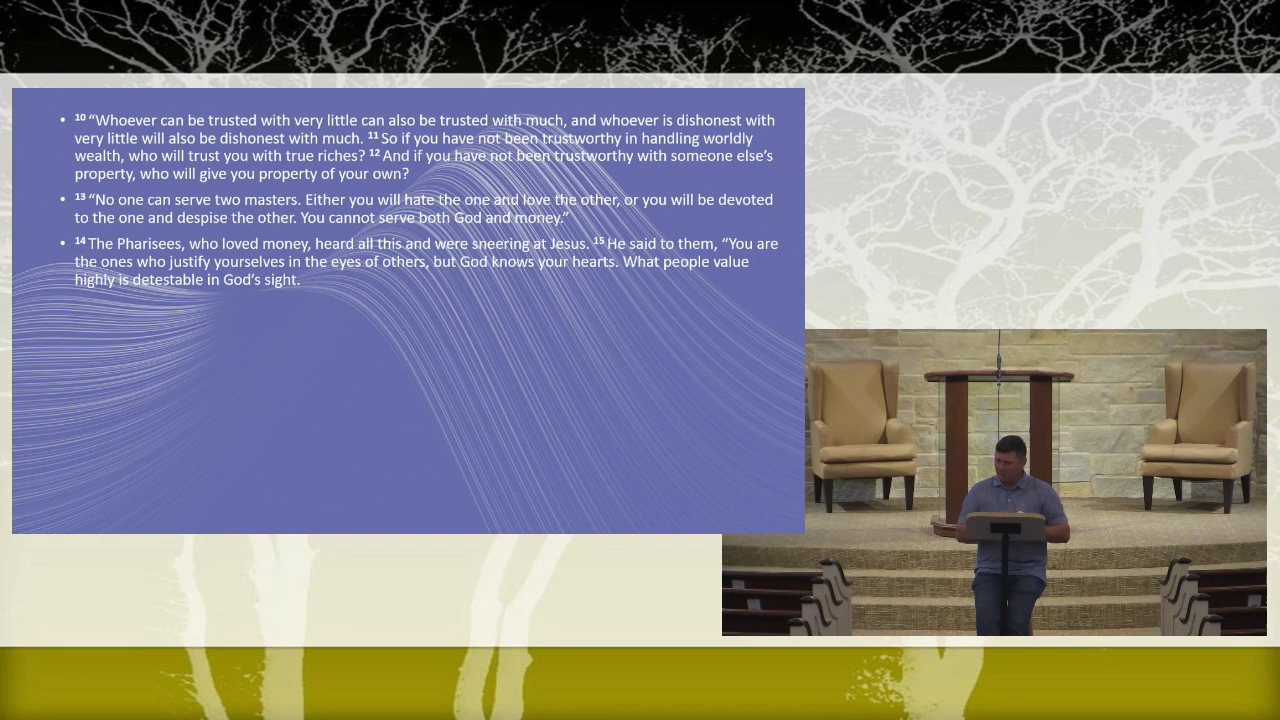 • 10 “Whoever can be trusted with very little can also be trusted with much, and whoever is dishonest with
very little will also be dishonest with much. 11 So if you have not been trustworthy in handling worldly
wealth, who will trust you with true riches? 12 And if you have not been trustworthy with someone else’s
property, who will give you property of your own?
• 13 “No one can serve two masters. Either you will hate the one and love the other, or you will be devoted
to the one and despise the other. You cannot serve both God and money.”
• 14 The Pharisees, who loved money, heard all this and were sneering at Jesus. 15 He said to them, “You are
the ones who justify yourselves in the eyes of others, but God knows your hearts. What people value
highly is detestable in God’s sight.